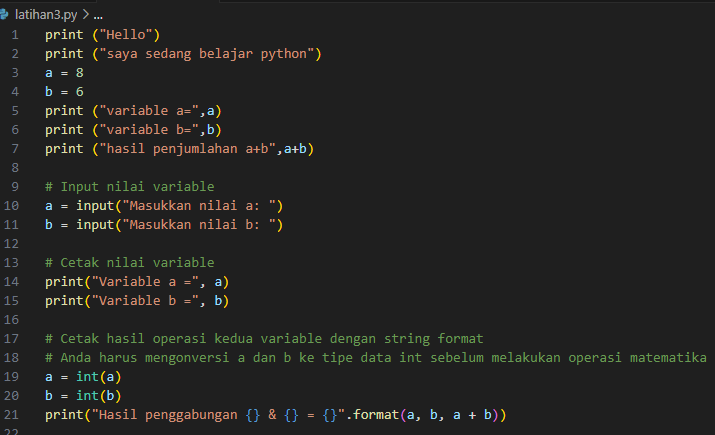 latihan3.py > ...
1 print ("Hello")
2 print ("saya sedang belajar python")
3 a = 8
4 b = 6
5 print ("variable a=",a)
6 print ("variable b=",b)
7 print ("hasil penjumlahan a+b",a+b)
8
9 # Input nilai variable
10 a = input("Masukkan nilai a: ")
11 b = input("Masukkan nilai b: ")
12
13 # Cetak nilai variable
14 print("Variable a =", a)
15 print("Variable b =", b)
16
17 # Cetak hasil operasi kedua variable dengan string format
18 # Anda harus mengonversi a dan b ke tipe data int sebelum melakukan operasi matematika
19 a = int(a)
20 b = int(b)
21 print("Hasil penggabungan {} & {} = {}".format(a, b, a + b))
22